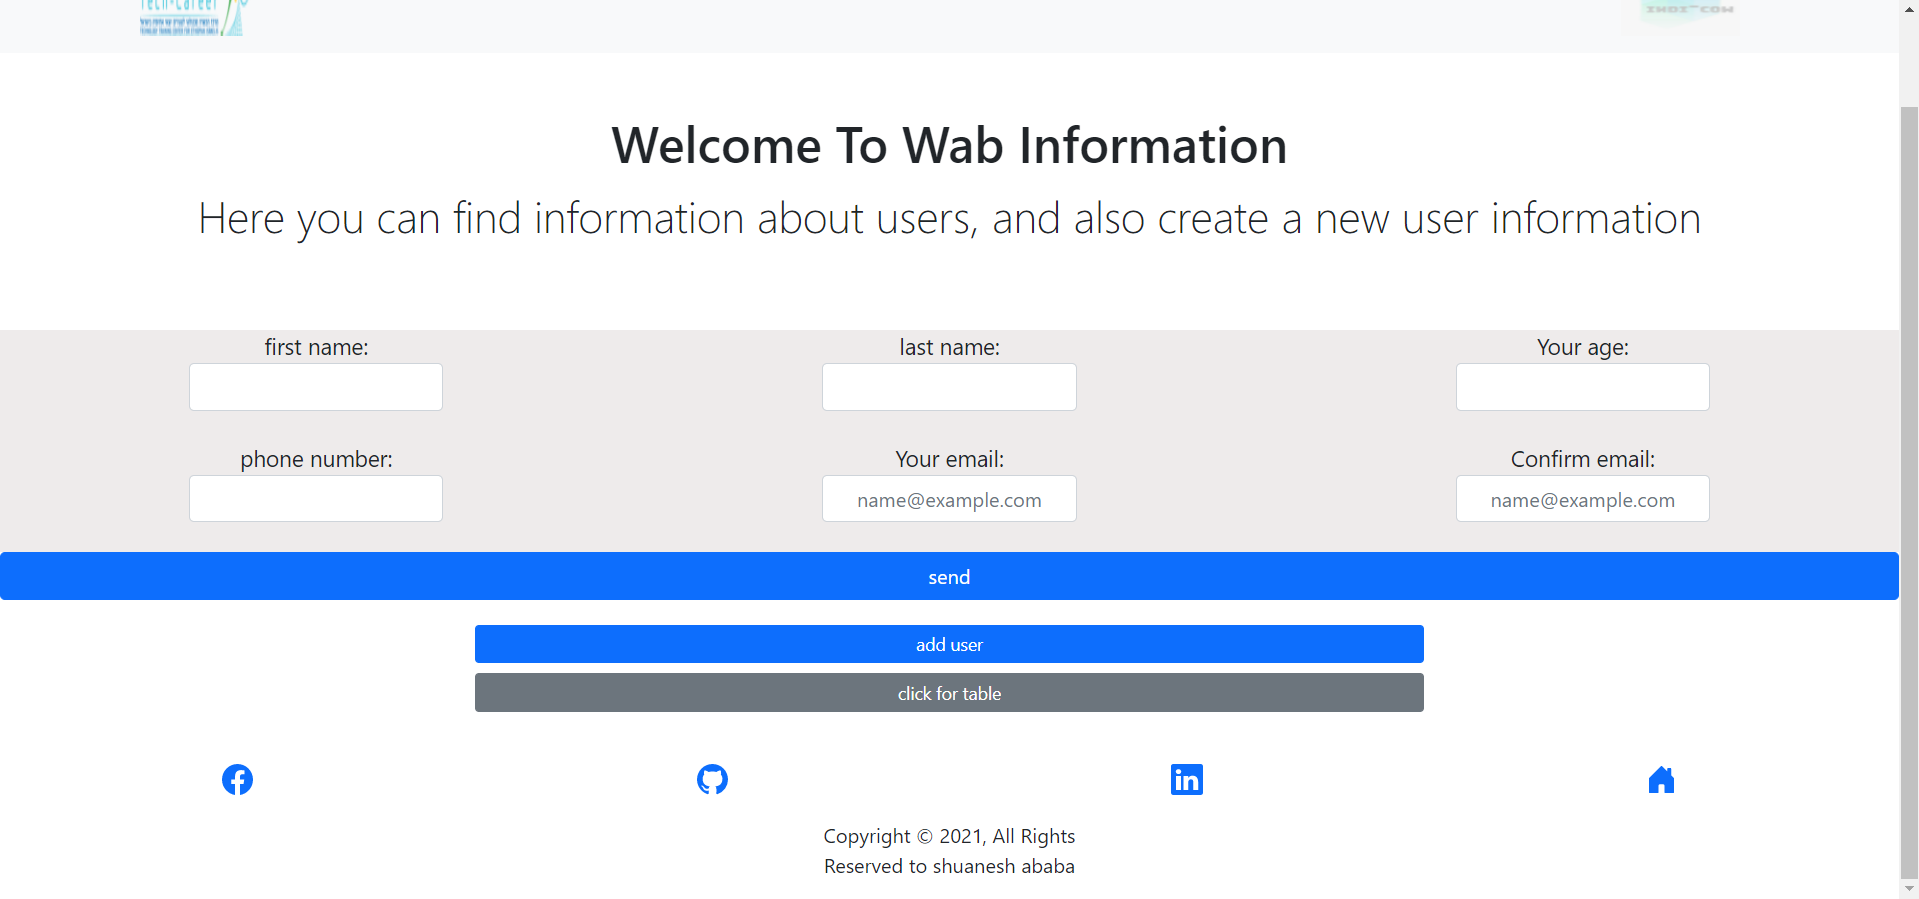 Tech-Career
Welcome To Wab Information
Here you can find information about users, and also create a new user information
first name:
last name:
Your age:
phone number:
Your email:
Confirm email:
name@example.com
name@example.com
send
add user
click for table
Copyright © 2021, All Rights
Reserved to shuanesh ababa